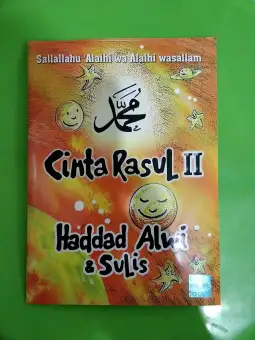 Sallallahu 'Alaihi wa Alaihi wasallam
محمد
Cinta Rasul II
Haddad Alwi
& Sulis